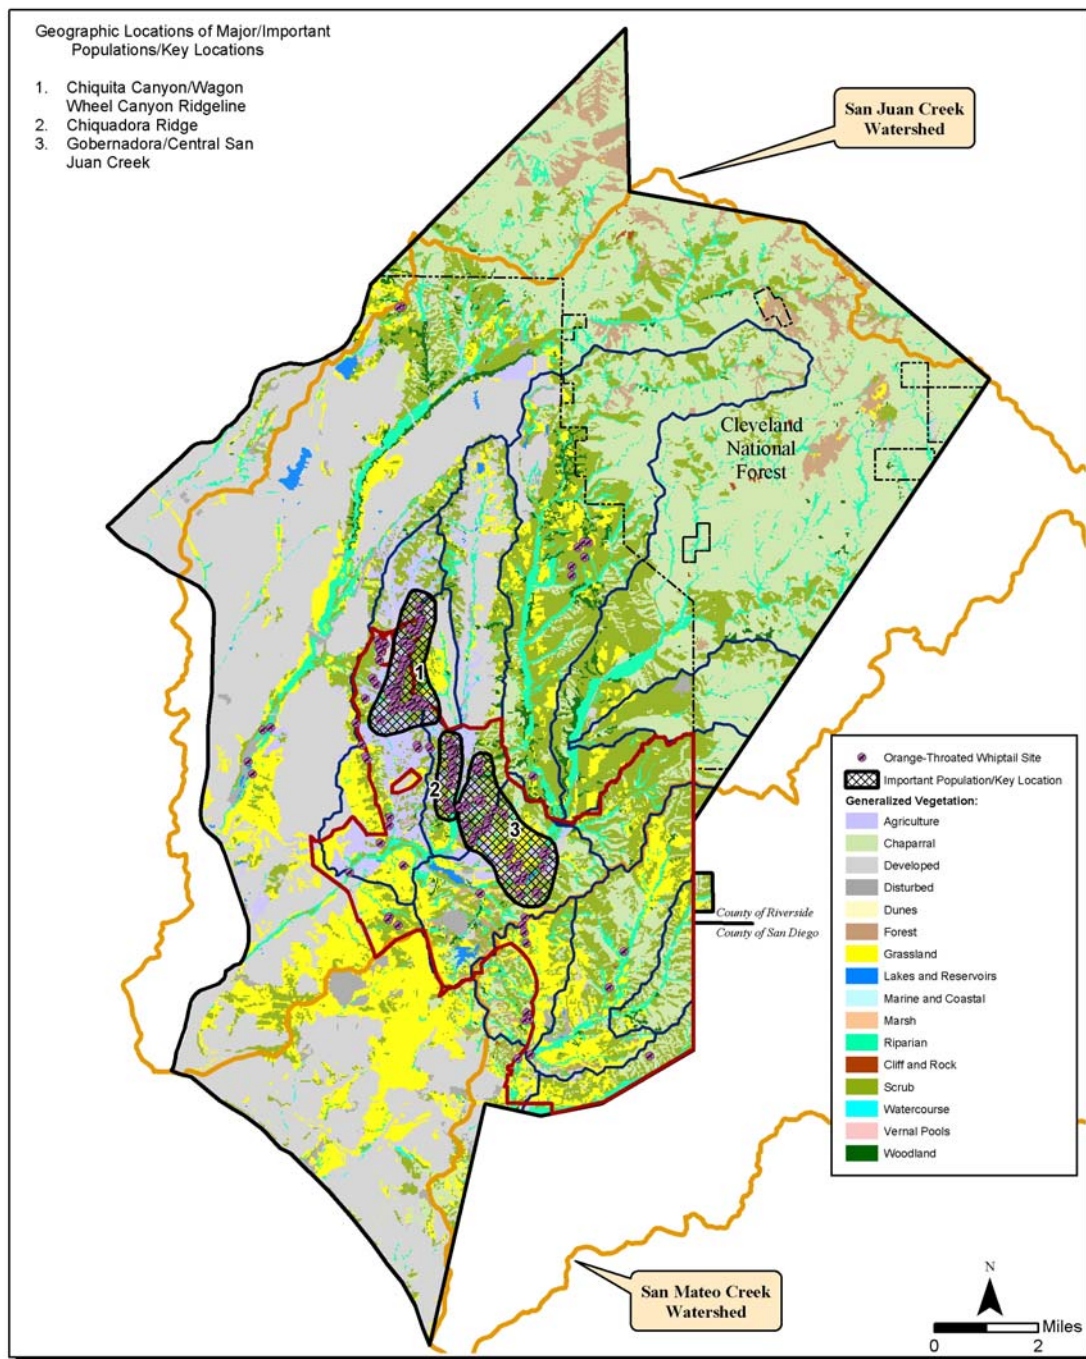 Geographic Locations of Major/Important
Populations/Key Locations
1. Chiquita Canyon/Wagon
Wheel Canyon Ridgeline
2. Chiquadora Ridge
3. Gobernadora/Central San
Juan Creek
San Juan Creek
Watershed
Cleveland
National
Forest
1
2
3
County of Riverside
County of San Diego
Orange-Throated Whiptail Site
Important Population/Key Location
Generalized Vegetation:
Agriculture
Chaparral
Developed
Disturbed
Dunes
Forest
Grassland
Lakes and Reservoirs
Marine and Coastal
Marsh
Riparian
Cliff and Rock
Scrub
Watercourse
Vernal Pools
Woodland
San Mateo Creek
Watershed
N
Miles
0 2